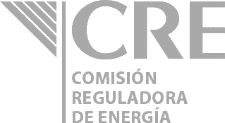 CRE
COMISIÓN
REGULADORA
DE ENERGÍA